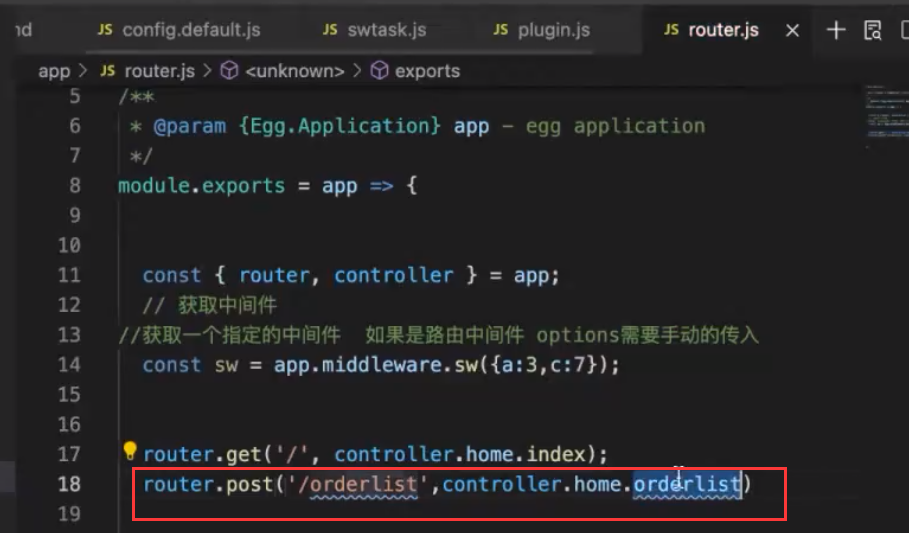 nd JS config.default.js JS swtask.js JS plugin.js JS router.js
app > JS router.js > <unknown> > exports
5 /**
6 * @param {Egg.Application} app - egg application
7 */
8 module.exports = app => {
9
10
11 const { router, controller } = app;
12 // 获取中间件
13 //获取一个指定的中间件 如果是路由中间件 options需要手动的传入
14 const sw = app.middleware.sw({a:3,c:7});
15
16
17 router.get('/', controller.home.index);
18 router.post('/orderlist',controller.home.orderlist)
19